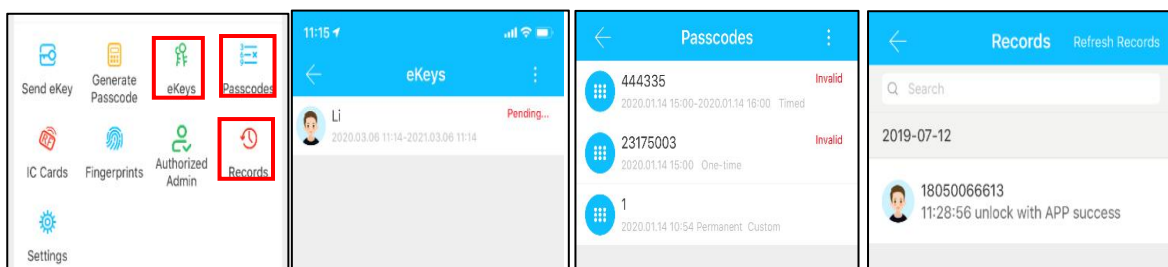 Send eKey
Generate
Passcode
eKeys
Passcodes
IC Cards
Fingerprints
Authorized
Admin
Records
Settings
11:15
eKeys
Li
Pending...
2020.03.06 11:14-2021.03.06 11:14
Passcodes
444335
Invalid
2020.01.14 15:00-2020.01.14 16:00 Timed
23175003
Invalid
2020.01.14 15:00 One-time
1
2020.01.14 10:54 Permanent Custom
Records
Refresh Records
Search
2019-07-12
18050066613
11:28:56 unlock with APP success